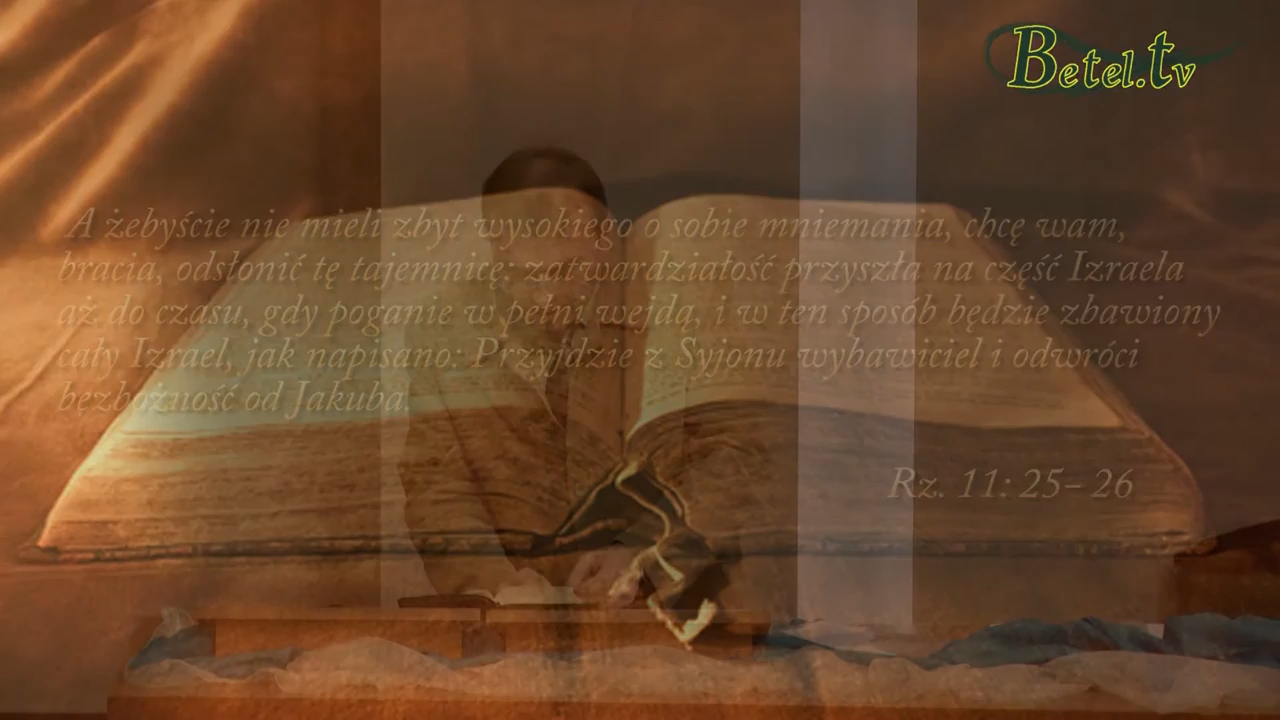 Betel.tv
A żebyście nie mieli zbyt wysokiego o sobie mniemania, chcę wam,
bracia, odsłonić tę tajemnicę: zatwardziałość przyszła na część Izraela
aż do czasu, gdy poganie w pełni wejdą, i w ten sposób będzie zbawiony
cały Izrael, jak napisano: Przyjdzie z Syjonu wybawiciel i odwróci
bezbożność od Jakuba.
Rz. 11: 25- 26